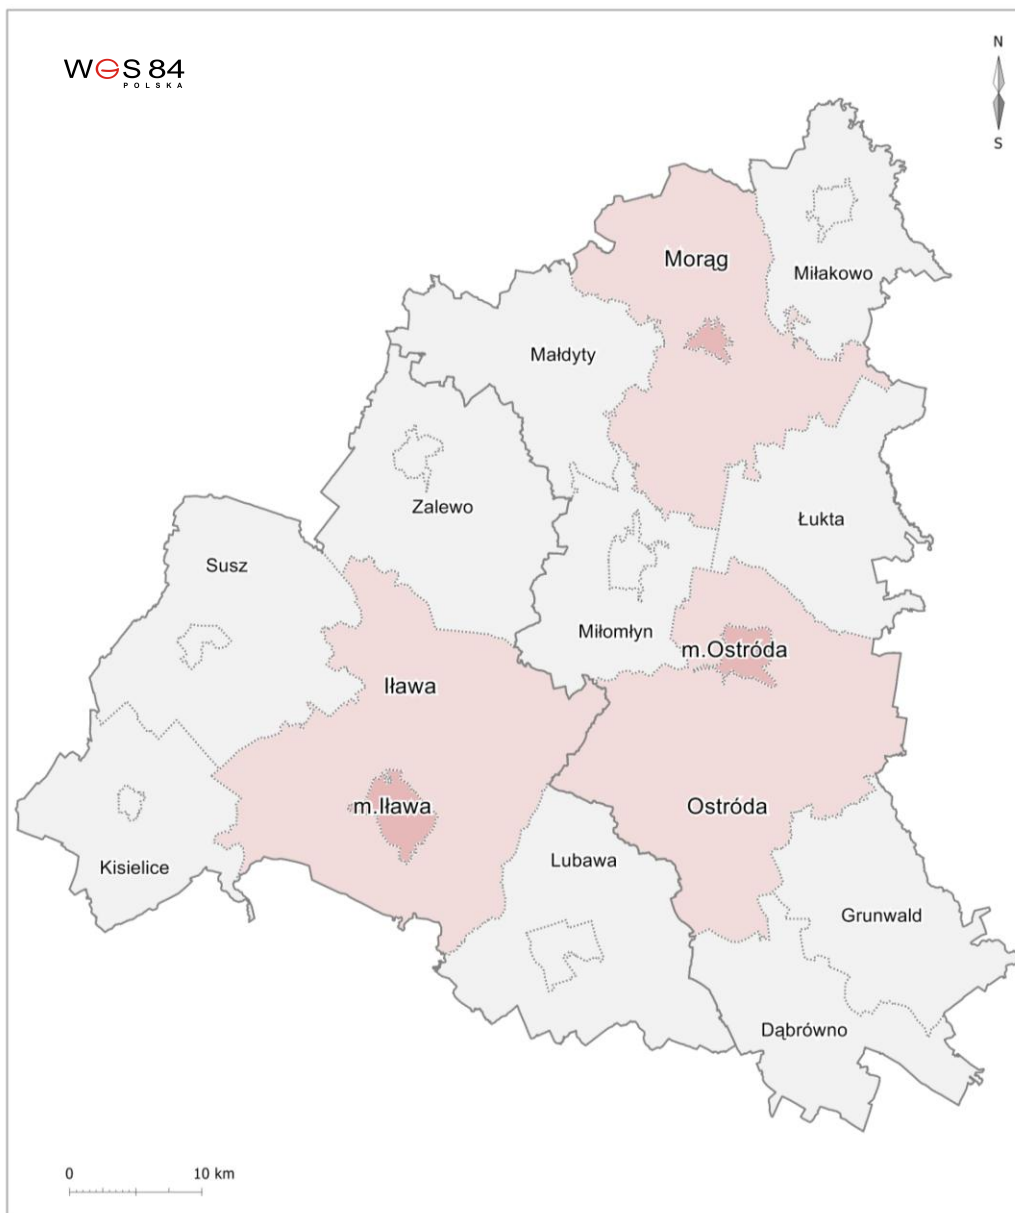 WGS 84
POLSKA
N
S
Morąg
Miłakowo
Małdyty
Zalewo
Łukta
Susz
Miłomłyn
m.Ostróda
Iława
m.Iława
Ostróda
Lubawa
Kisielice
Grunwald
Dąbrówno
0 10 km